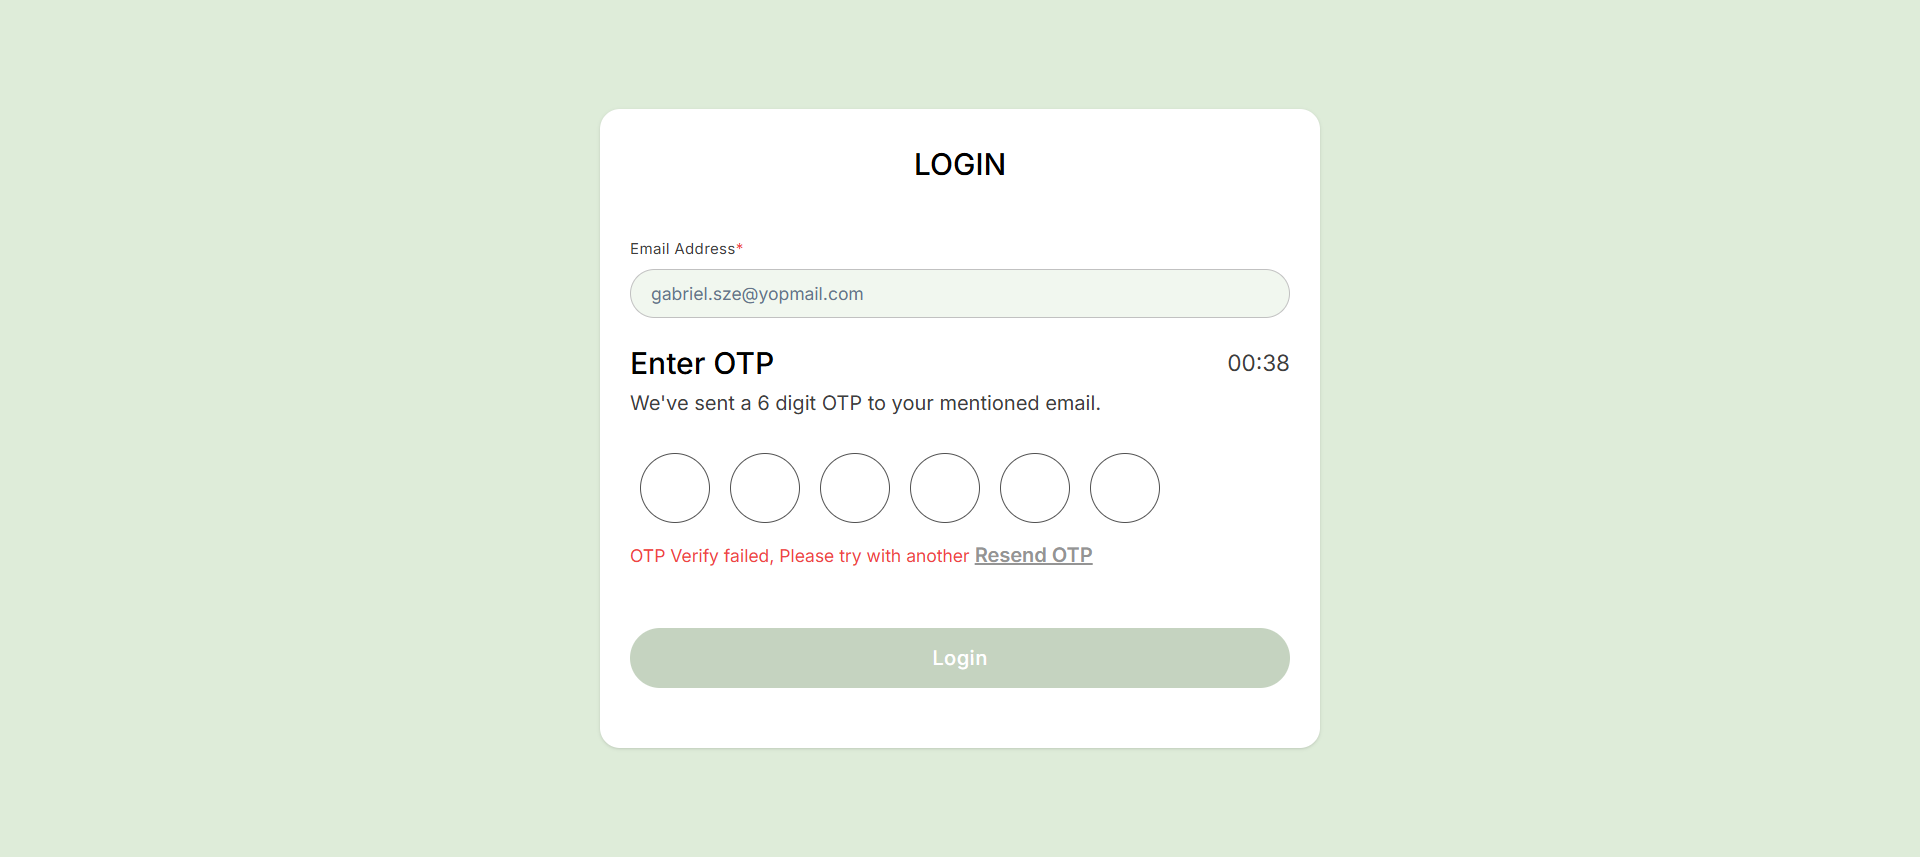 LOGIN
Email Address*
gabriel.sze@yopmail.com
Enter OTP
00:38
We've sent a 6 digit OTP to your mentioned email.
OTP Verify failed, Please try with another Resend OTP
Login